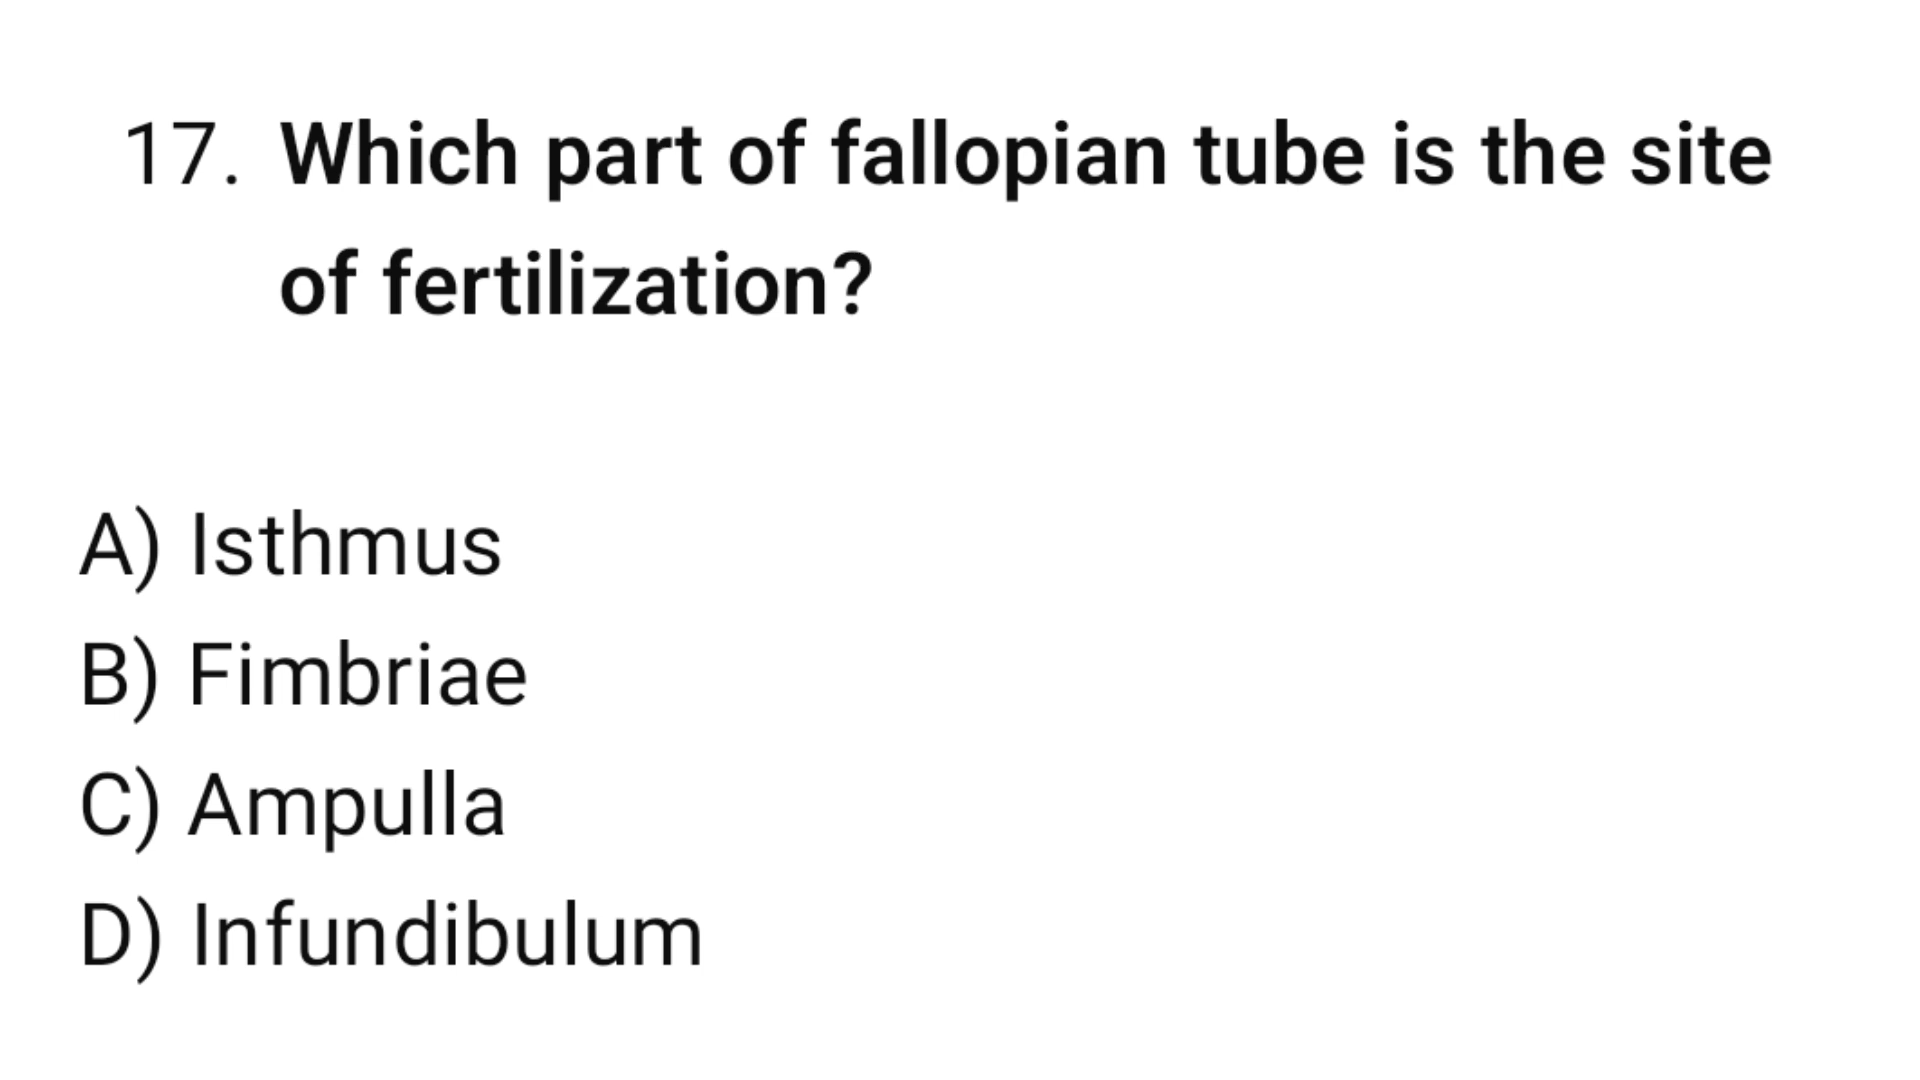 17. Which part of fallopian tube is the site
of fertilization?
A) Isthmus
B) Fimbriae
C) Ampulla
D) Infundibulum